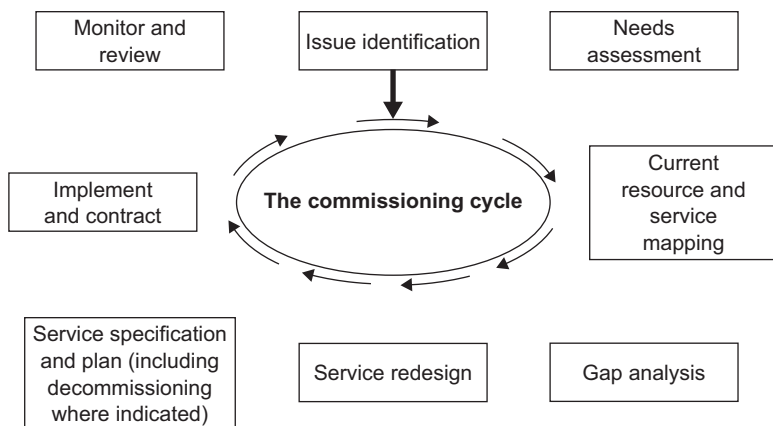 Monitor and
review
Issue identification
Needs
assessment
Implement
and contract
The commissioning cycle
Current
resource and
service
mapping
Service specification
and plan (including
decommissioning
where indicated)
Service redesign
Gap analysis